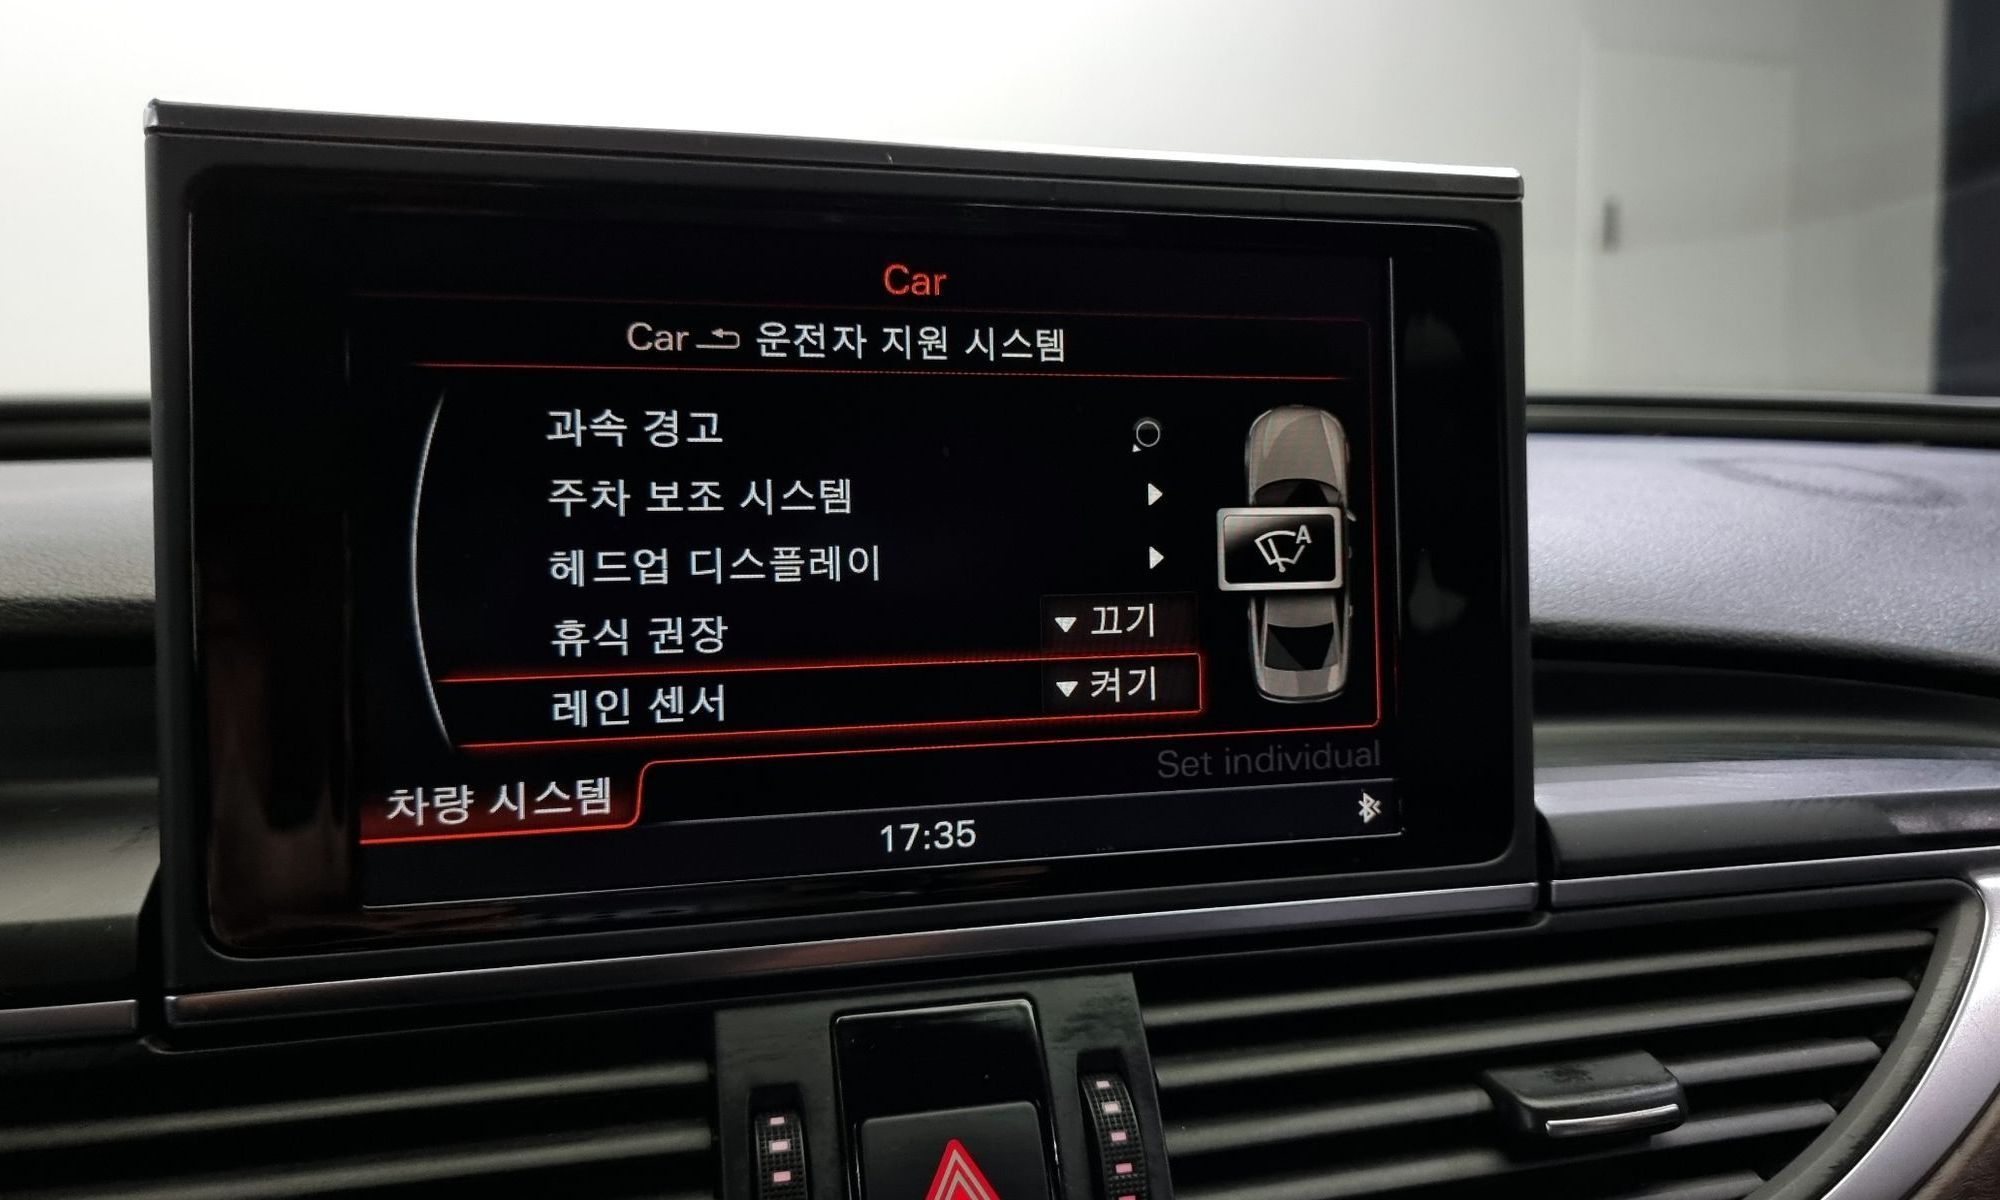 Car
Car 운전자 지원 시스템
과속 경고
주차 보조 시스템
헤드업 디스플레이
휴식 권장 끄기
레인 센서 켜기
A
Set individual
차량 시스템
17:35